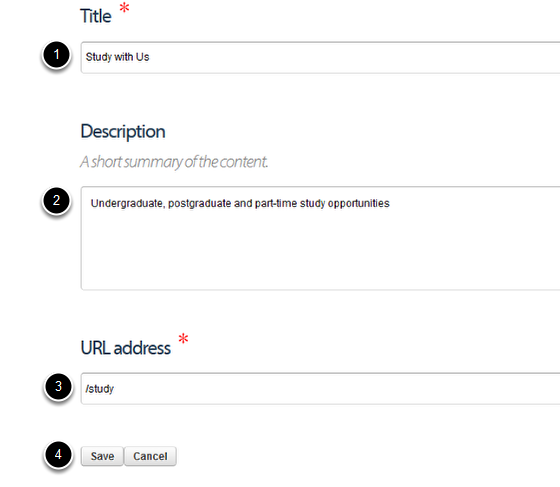 Title *
1 Study with Us
Description
A short summary of the content.
2 Undergraduate, postgraduate and part-time study opportunities
URL address *
3 /study
4 Save Cancel